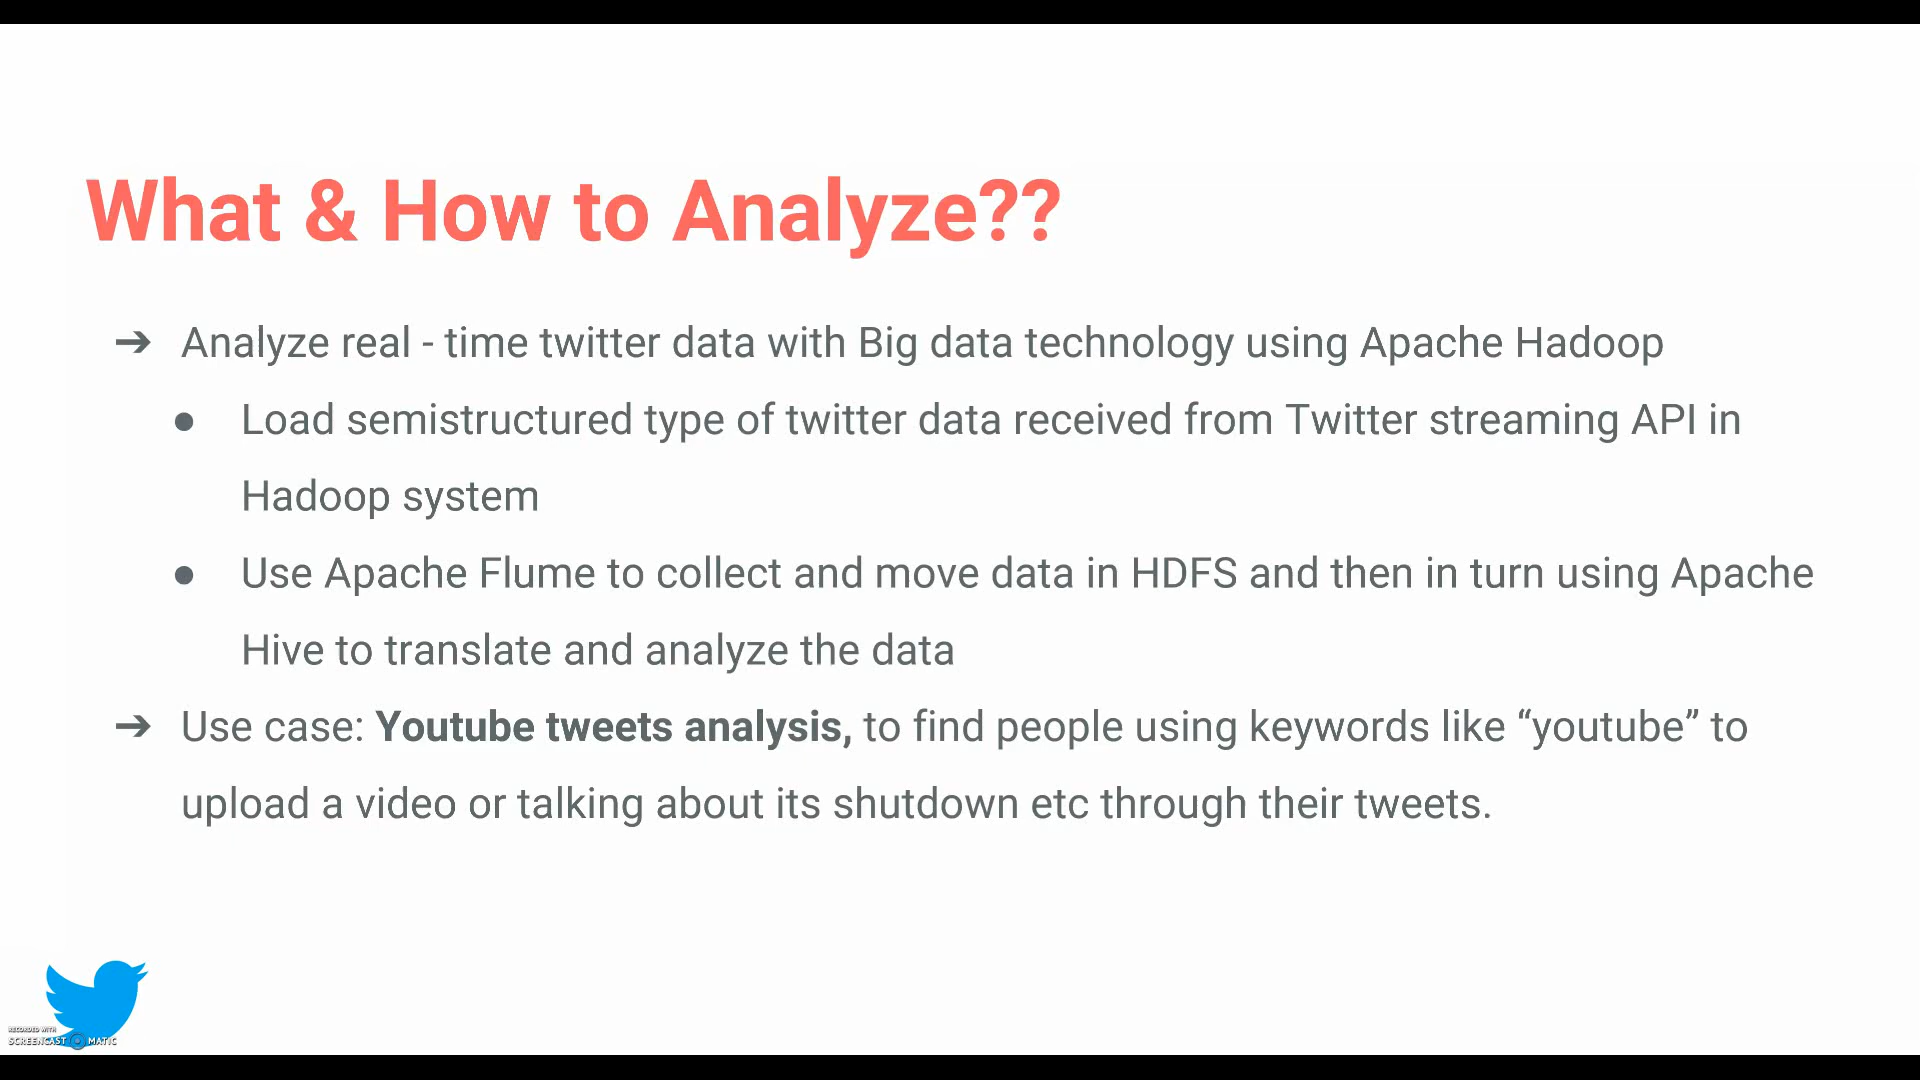 What & How to Analyze??
➔ Analyze real - time twitter data with Big data technology using Apache Hadoop
● Load semistructured type of twitter data received from Twitter streaming API in
Hadoop system
● Use Apache Flume to collect and move data in HDFS and then in turn using Apache
Hive to translate and analyze the data
➔ Use case: Youtube tweets analysis, to find people using keywords like “youtube” to
upload a video or talking about its shutdown etc through their tweets.
RECORDED WITH
SCREENCAST MATIC